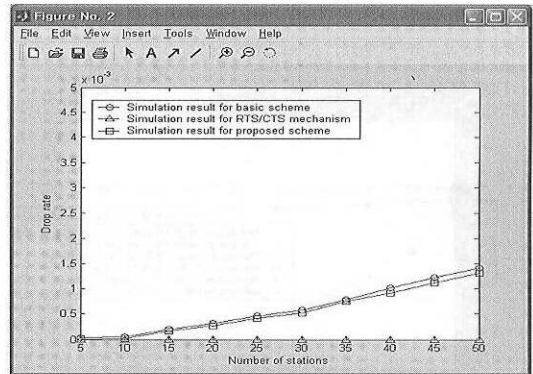 Figure No. 2
File Edit View Insert Tools Window Help
A
x 10^-3
5
4.5
4
3.5
3
2.5
2
1.5
1
0.5
0
Drop rate
Simulation result for basic scheme
Simulation result for RTS/CTS mechanism
Simulation result for proposed scheme
5 10 15 20 25 30 35 40 45 50
Number of stations